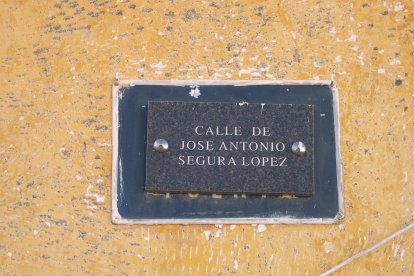 CALLE DE
JOSE ANTONIO
SEGURA LOPEZ